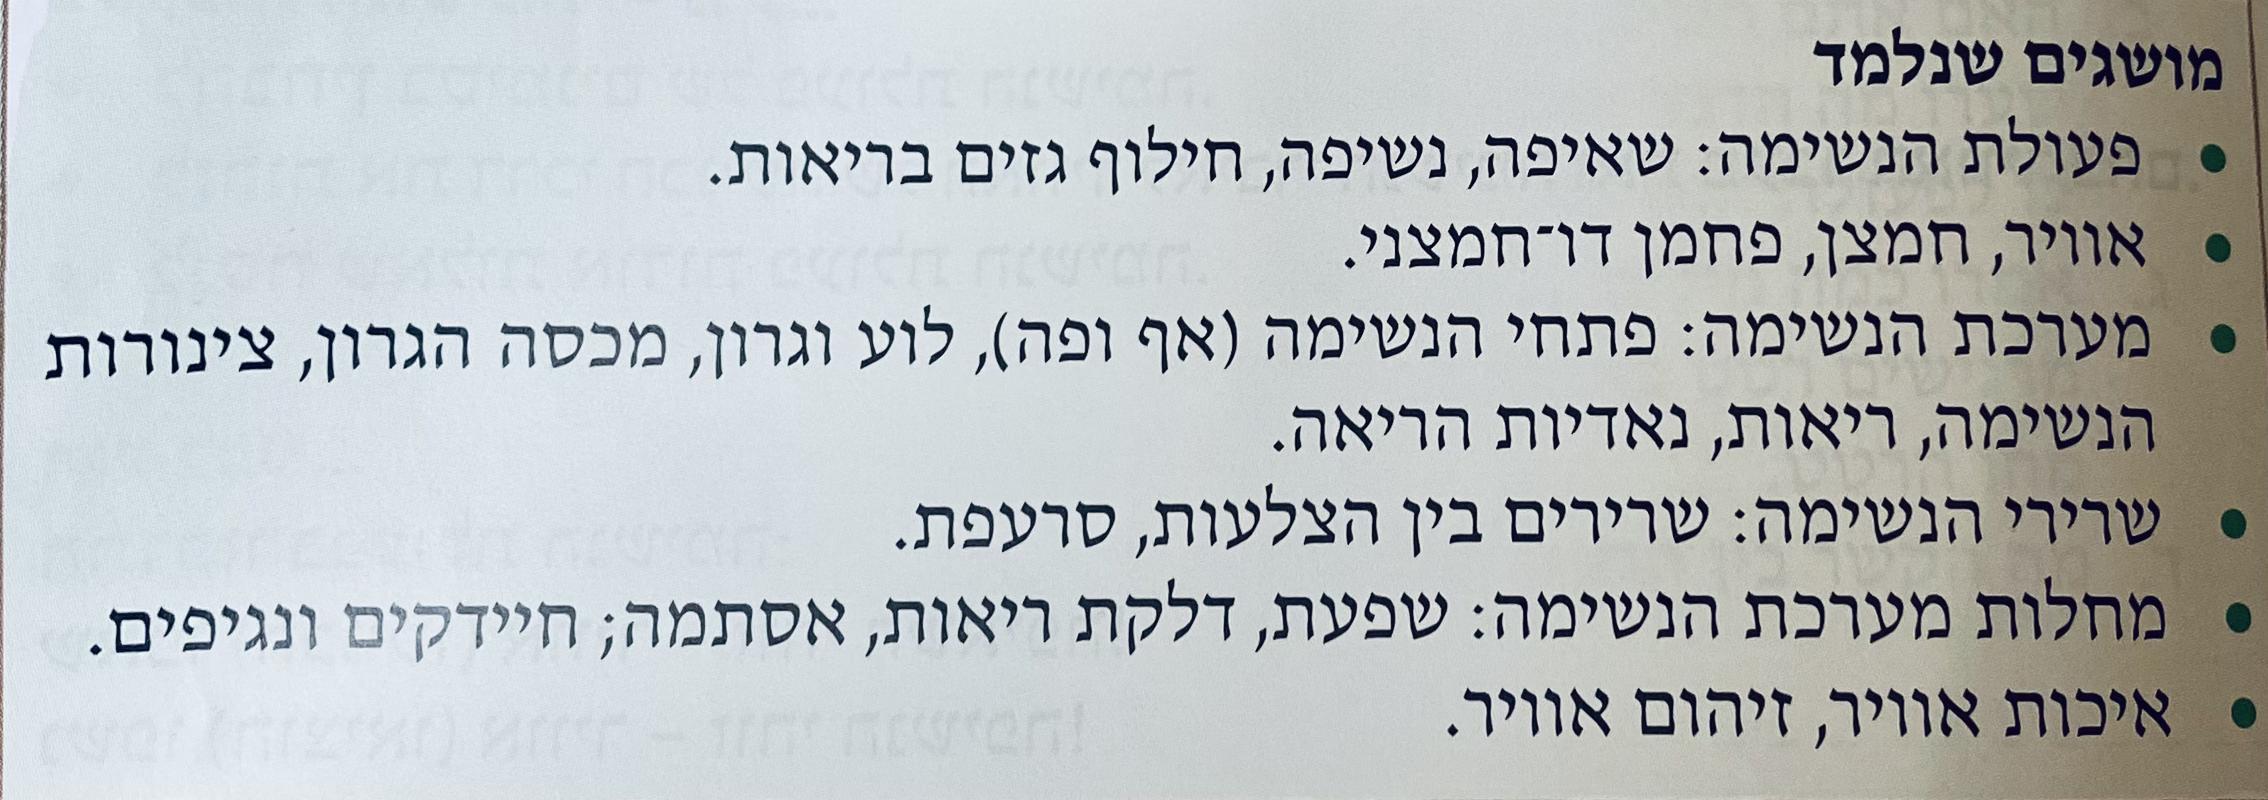 מושגים שנלמד
• פעולת הנשימה: שאיפה, נשיפה, חילוף גזים בריאות.
• אוויר, חמצן, פחמן דו־חמצני.
• מערכת הנשימה: פתחי הנשימה (אף ופה), לוע וגרון, מכסה הגרון, צינורות
הנשימה, ריאות, נאדיות הריאה.
• שרירי הנשימה: שרירים בין הצלעות, סרעפת.
• מחלות מערכת הנשימה: שפעת, דלקת ריאות, אסתמה; חיידקים ונגיפים.
• איכות אוויר, זיהום אוויר.